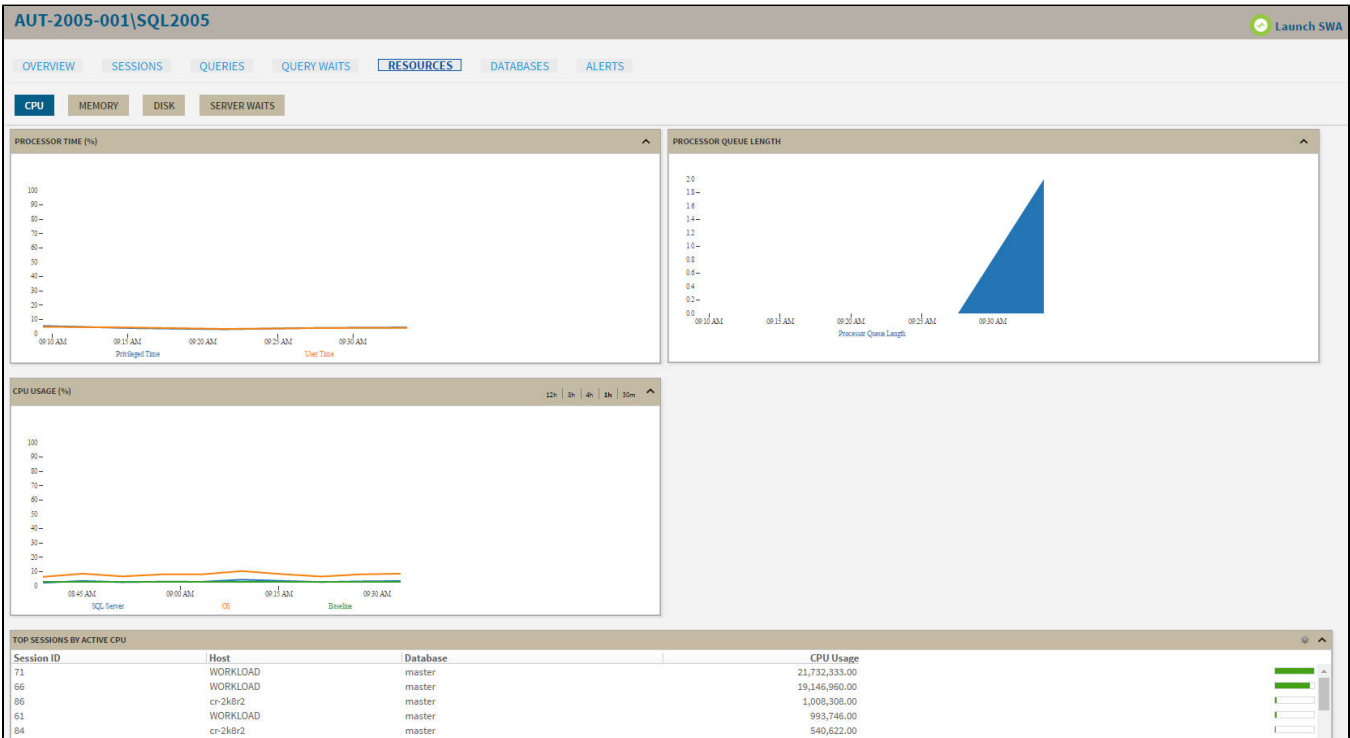 AUT-2005-001\SQL2005
Launch SWA
OVERVIEW SESSIONS QUERIES QUERY WAITS RESOURCES DATABASES ALERTS
CPU MEMORY DISK SERVER WAITS
PROCESSOR TIME (%)
100
90
80
70
60
50
40
30
20
10
0
09:10 AM 09:15 AM 09:20 AM 09:25 AM 09:30 AM
Privileged Time User Time
PROCESSOR QUEUE LENGTH
2.0
1.8
1.6
1.4
1.2
1.0
0.8
0.6
0.4
0.2
0.0
09:10 AM 09:15 AM 09:20 AM 09:25 AM 09:30 AM
Processor Queue Length
CPU USAGE (%)
12h | 8h | 4h | 1h | 30m
100
90
80
70
60
50
40
30
20
10
0
08:45 AM 09:00 AM 09:15 AM 09:30 AM
SQL Server OS Baseline
TOP SESSIONS BY ACTIVE CPU
Session ID Host Database CPU Usage
71 WORKLOAD master 21,732,333.00
66 WORKLOAD master 19,146,960.00
86 cr-2k8r2 master 1,008,308.00
61 WORKLOAD master 993,746.00
84 cr-2k8r2 master 540,622.00